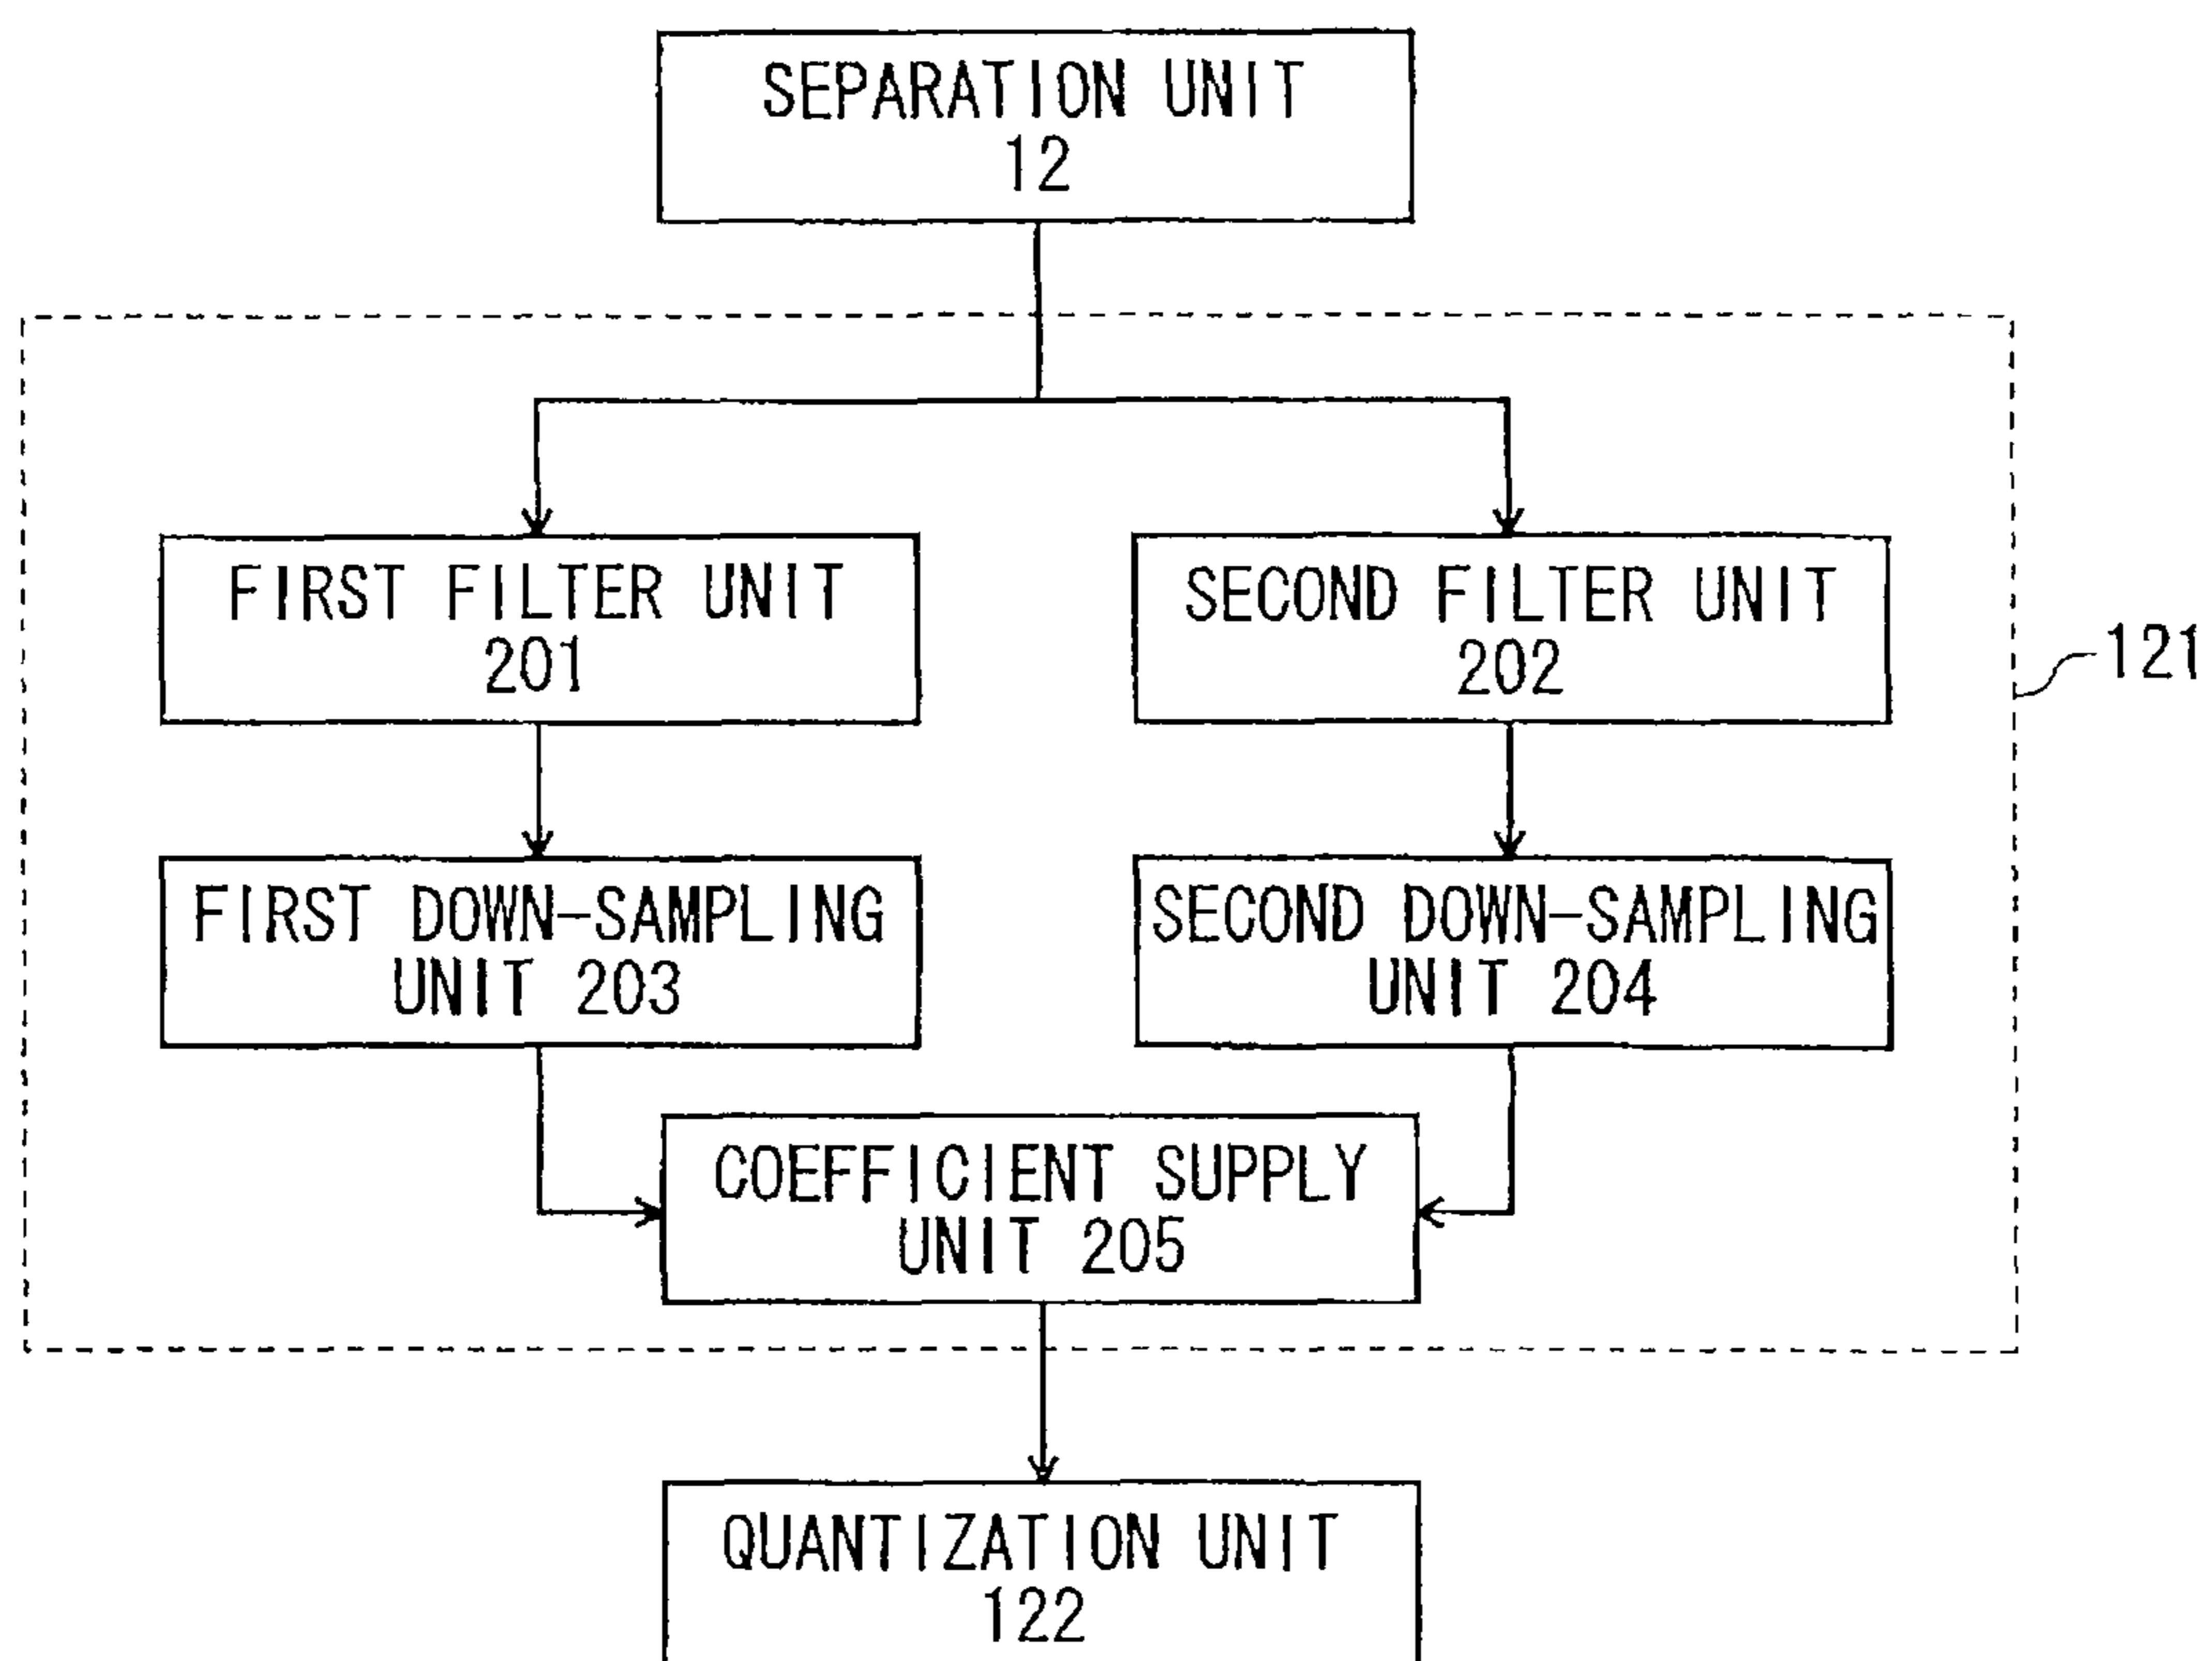 SEPARATION UNIT
12
FIRST FILTER UNIT
201
SECOND FILTER UNIT
202
121
FIRST DOWN-SAMPLING
UNIT 203
SECOND DOWN-SAMPLING
UNIT 204
COEFFICIENT SUPPLY
UNIT 205
QUANTIZATION UNIT
122